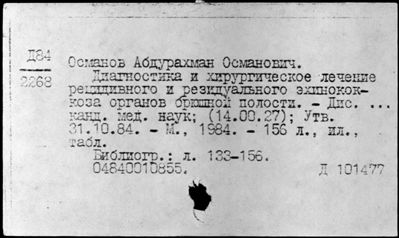 Д84
2268
Османов Абдурахман Османович.
Диагностика и хирургическое лечение
рецидивного и резидуального эхинокок-
коза органов брюшной полости. - Дис. ...
канд. мед. наук; (14.00.27); Утв.
31.10.84. - М., 1984. - 156 л., ил.,
табл.
Библиогр.: л. 133-156.
04840010855.
Д 101477